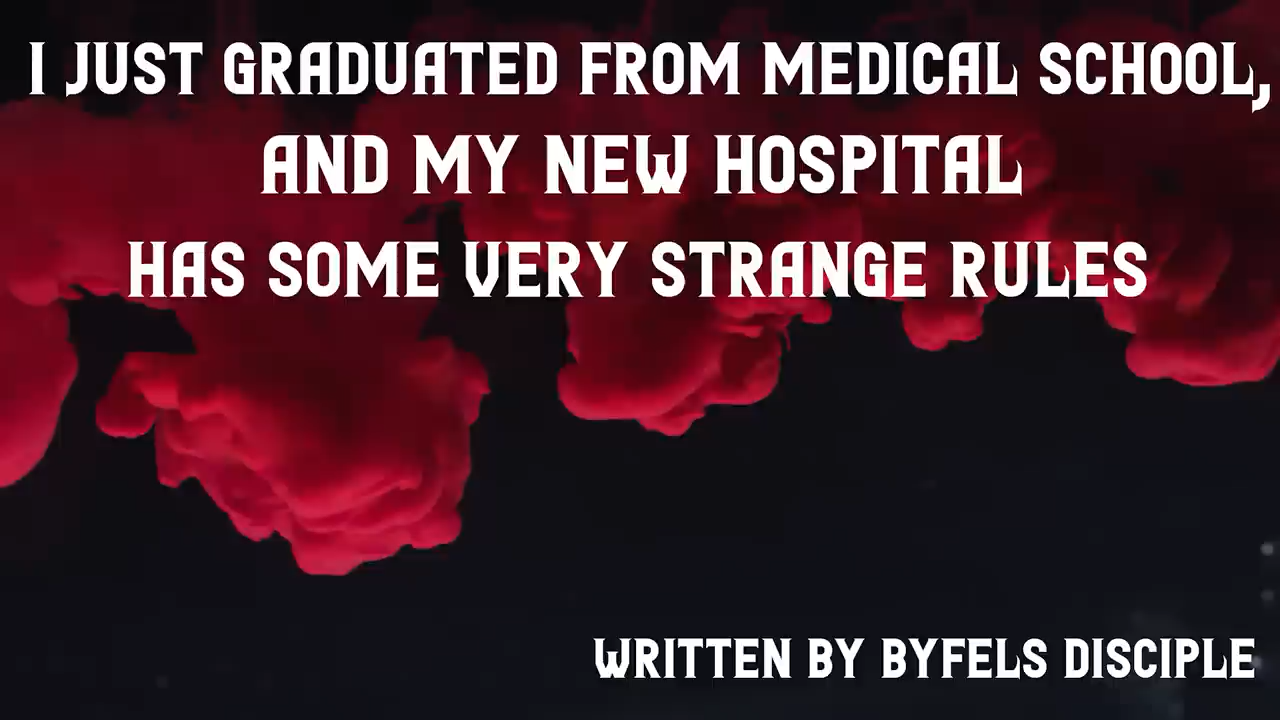 I JUST GRADUATED FROM MEDICAL SCHOOL,
AND MY NEW HOSPITAL
HAS SOME VERY STRANGE RULES
WRITTEN BY BYFELS DISCIPLE